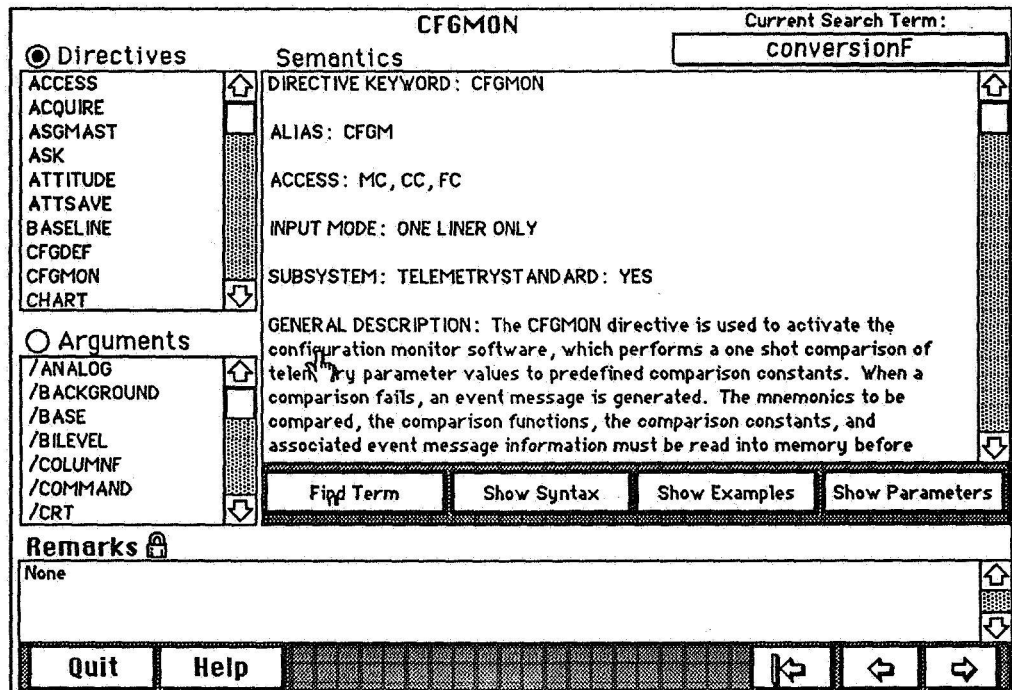 CFGMON
Current Search Term:
conversionF
Directives
ACCESS
ACQUIRE
ASGMAST
ASK
ATTITUDE
ATTSAVE
BASELINE
CFGDEF
CFGMON
CHART
Arguments
/ANALOG
/BACKGROUND
/BASE
/BILEVEL
/COLUMNF
/COMMAND
/CRT
Semantics
DIRECTIVE KEYWORD: CFGMON
ALIAS: CFGM
ACCESS: MC, CC, FC
INPUT MODE: ONE LINER ONLY
SUBSYSTEM: TELEMETRYSTANDARD: YES
GENERAL DESCRIPTION: The CFGMON directive is used to activate the
configuration monitor software, which performs a one shot comparison of
telemetry parameter values to predefined comparison constants. When a
comparison fails, an event message is generated. The mnemonics to be
compared, the comparison functions, the comparison constants, and
associated event message information must be read into memory before
Find Term
Show Syntax
Show Examples
Show Parameters
Remarks
None
Quit
Help